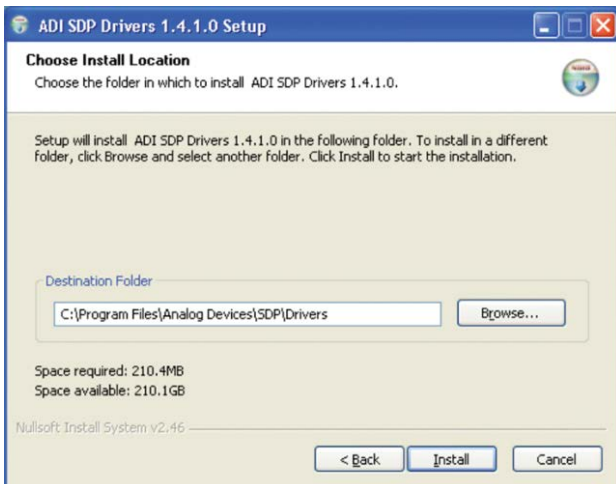 ADI SDP Drivers 1.4.1.0 Setup
Choose Install Location
Choose the folder in which to install ADI SDP Drivers 1.4.1.0.
Setup will install ADI SDP Drivers 1.4.1.0 in the following folder. To install in a different
folder, click Browse and select another folder. Click Install to start the installation.
Destination Folder
C:\Program Files\Analog Devices\SDP\Drivers
Browse...
Space required: 210.4MB
Space available: 210.1GB
Nullsoft Install System v2.46
< Back
Install
Cancel